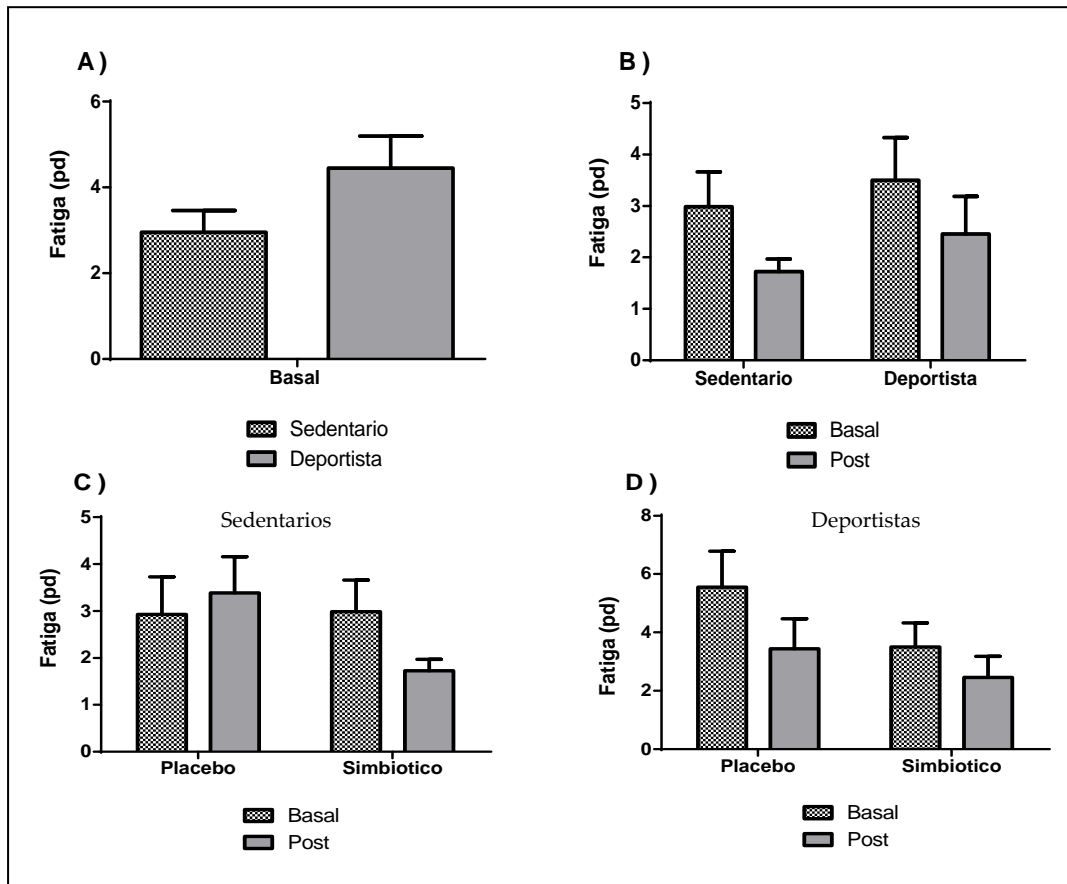 A)
Fatiga (pd)
6
4
2
0
Basal
Sedentario
Deportista
B)
Fatiga (pd)
5
4
3
2
1
0
Sedentario
Deportista
Basal
Post
C)
Sedentarios
Fatiga (pd)
5
4
3
2
1
0
Placebo
Simbiotico
Basal
Post
D)
Deportistas
Fatiga (pd)
8
6
4
2
0
Placebo
Simbiotico
Basal
Post